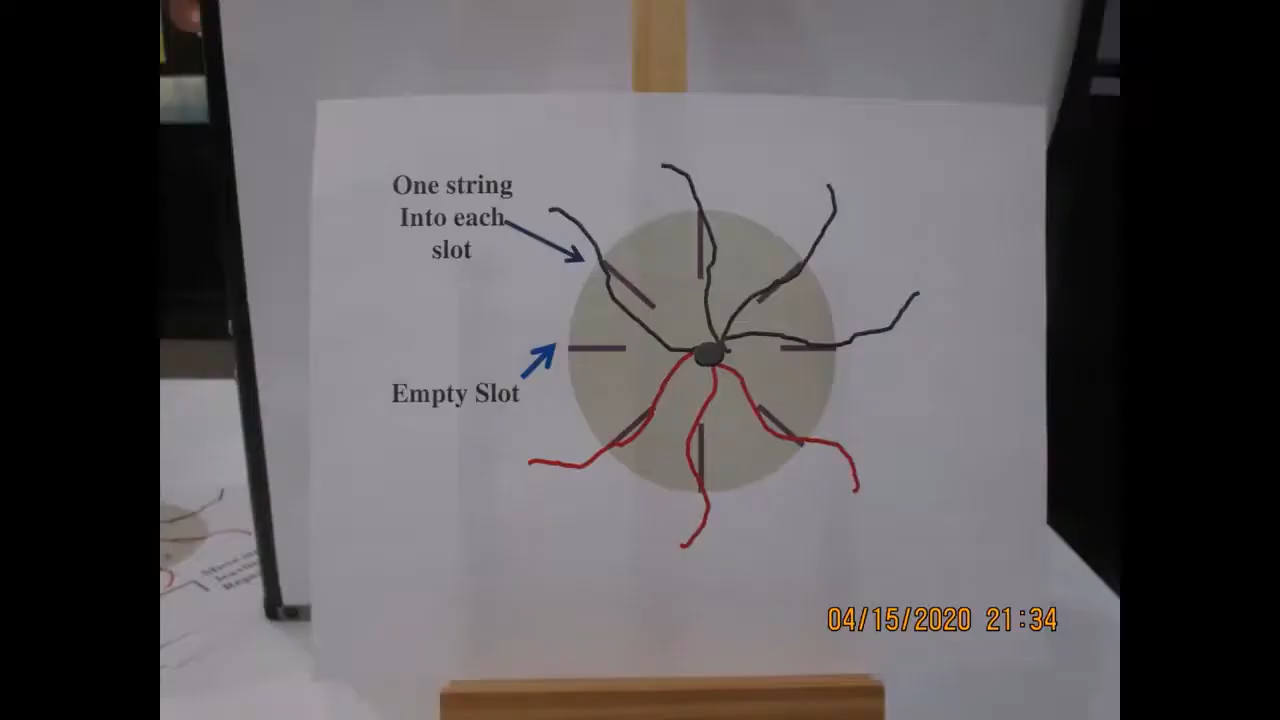 One string
Into each
slot
Empty Slot
04/15/2020 21:34